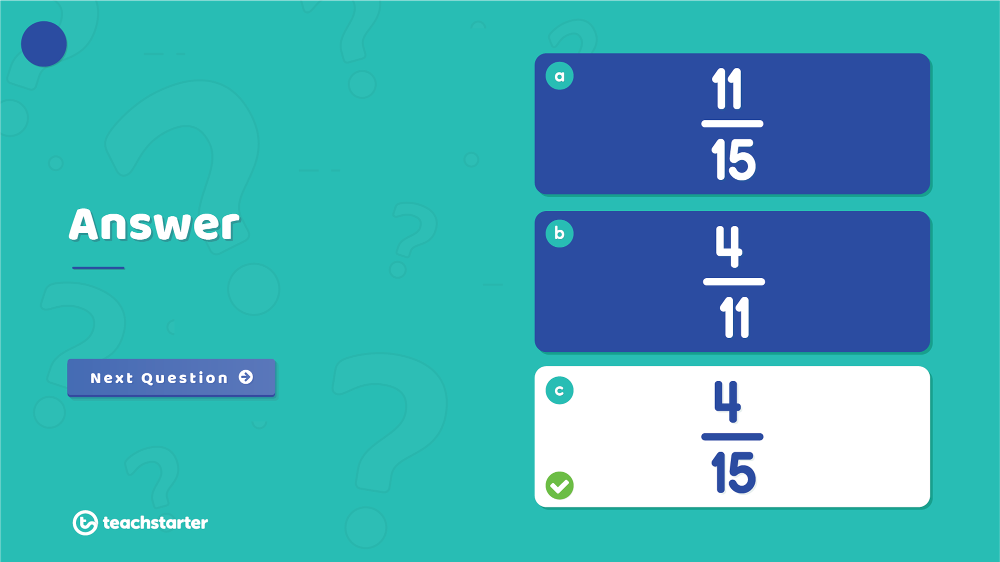 Answer
Next Question
teachstarter
a
11
15
b
4
11
c
4
15